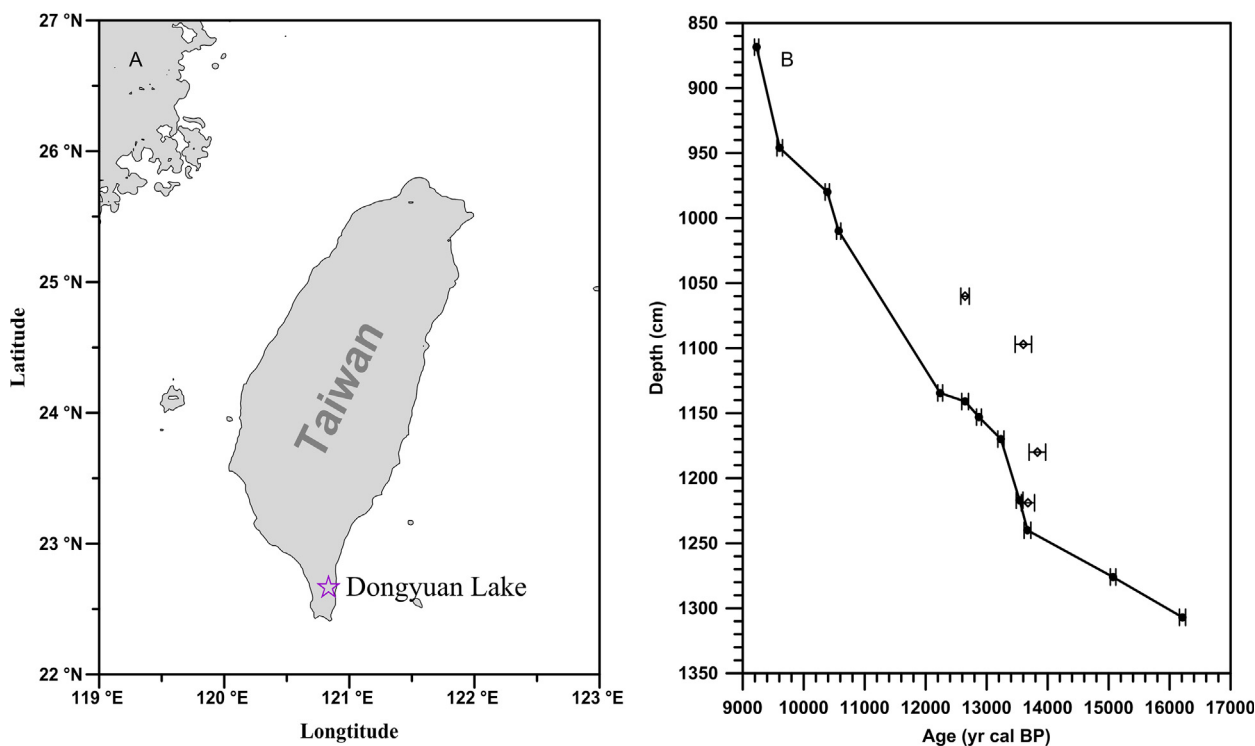 A
27 °N
26 °N
25 °N
24 °N
23 °N
22 °N
Latitude
Taiwan
Dongyuan Lake
119 °E 120 °E 121 °E 122 °E 123 °E
Longtitude
B
850
900
950
1000
1050
1100
1150
1200
1250
1300
1350
Depth (cm)
9000 10000 11000 12000 13000 14000 15000 16000 17000
Age (yr cal BP)